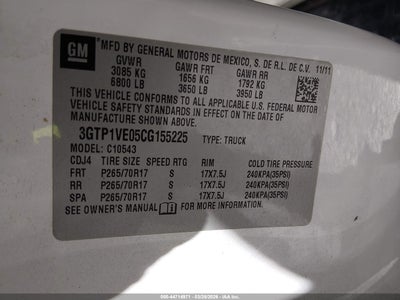 GM
MFD BY GENERAL MOTORS DE MEXICO, S. DE R.L. DE C.V. 11/11
GVWR GAWR FRT GAWR RR
3085 KG 1656 KG 1792 KG
6800 LB 3650 LB 3950 LB
THIS VEHICLE CONFORMS TO ALL APPLICABLE U.S.
FEDERAL MOTOR VEHICLE SAFETY
STANDARDS IN EFFECT ON THE DATE OF
MANUFACTURE SHOWN ABOVE.
3GTP1VE05CG155225 TYPE: TRUCK
MODEL: C10543
CDJ4 TIRE SIZE SPEED RTG RIM COLD TIRE PRESSURE
FRT P265/70R17 S 17X7.5J 240KPA(35PSI)
RR P265/70R17 S 17X7.5J 240KPA(35PSI)
SPA P265/70R17 S 17X7.5J 240KPA(35PSI)
SEE OWNER'S MANUAL FOR MORE INFORMATION.